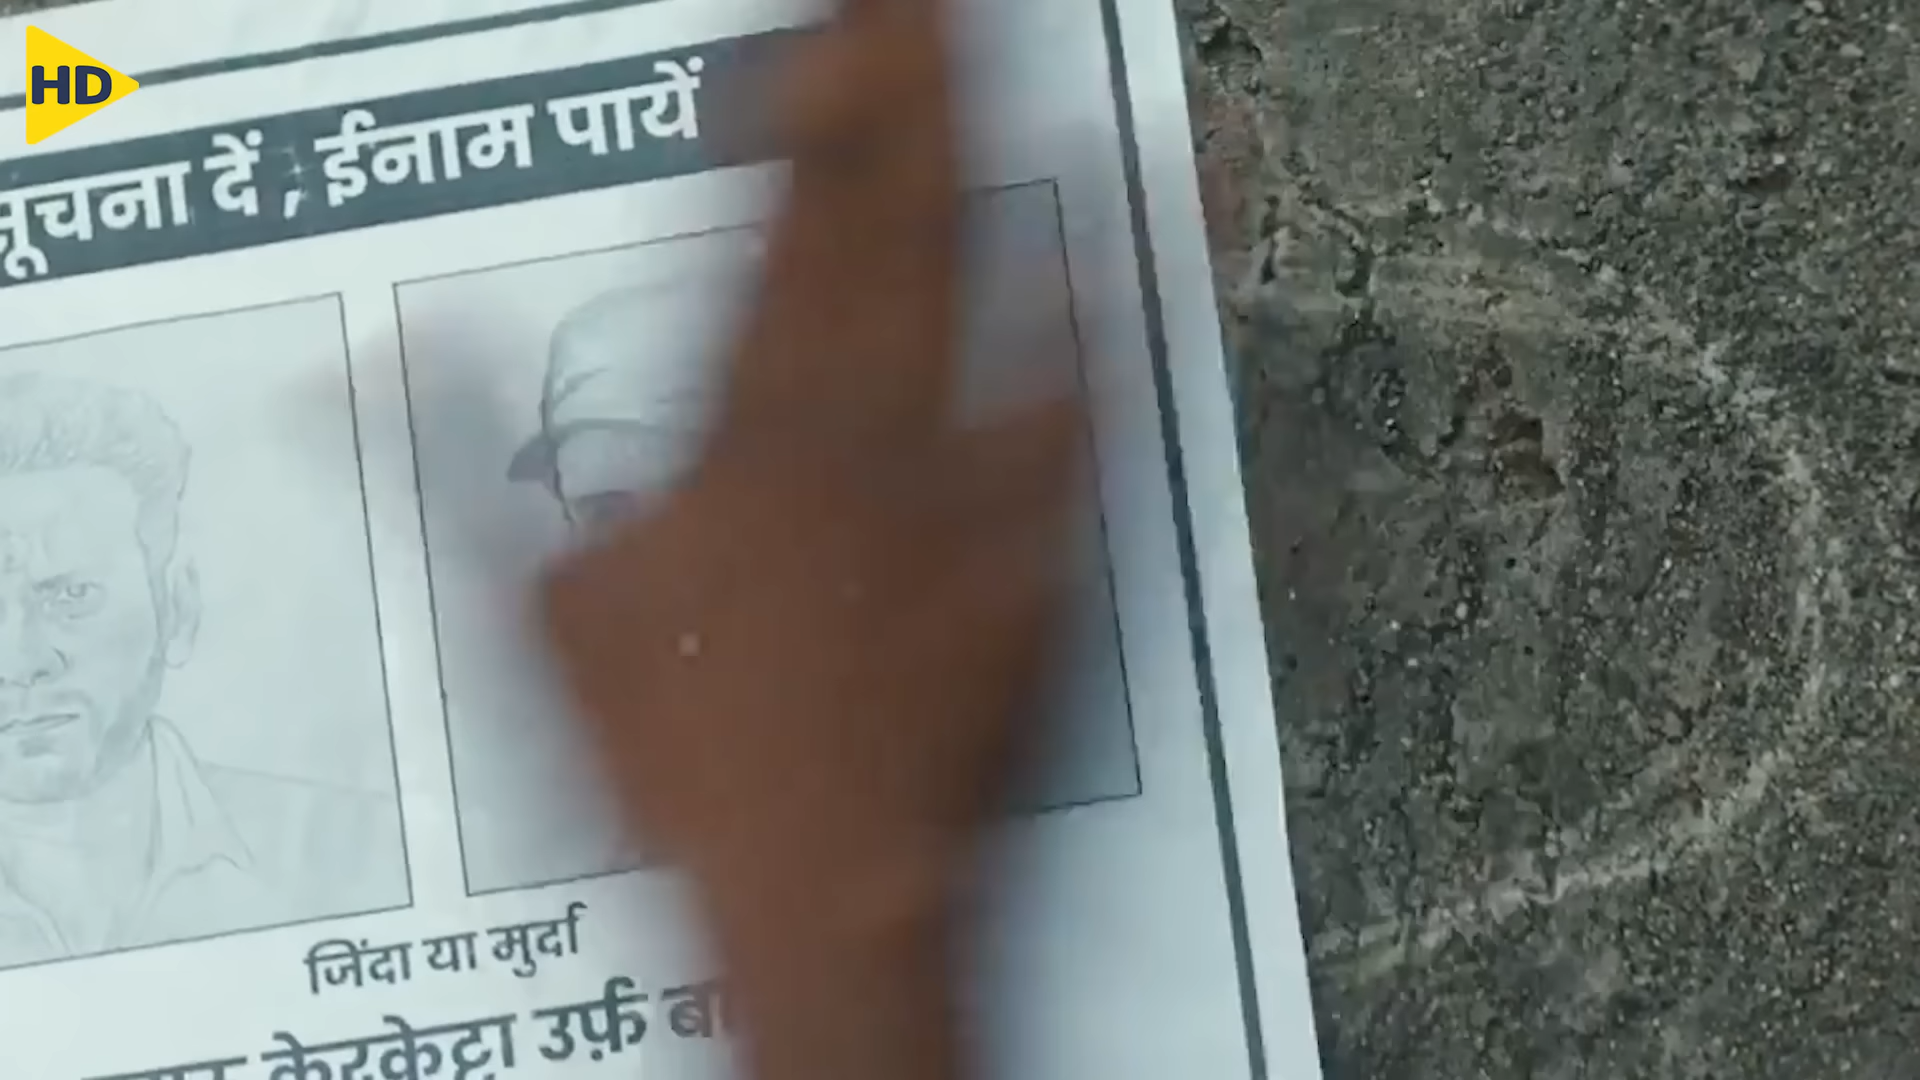 HD
सूचना दें , ईनाम पायें
जिंदा या मुर्दा
केरकेट्टा उर्फ़